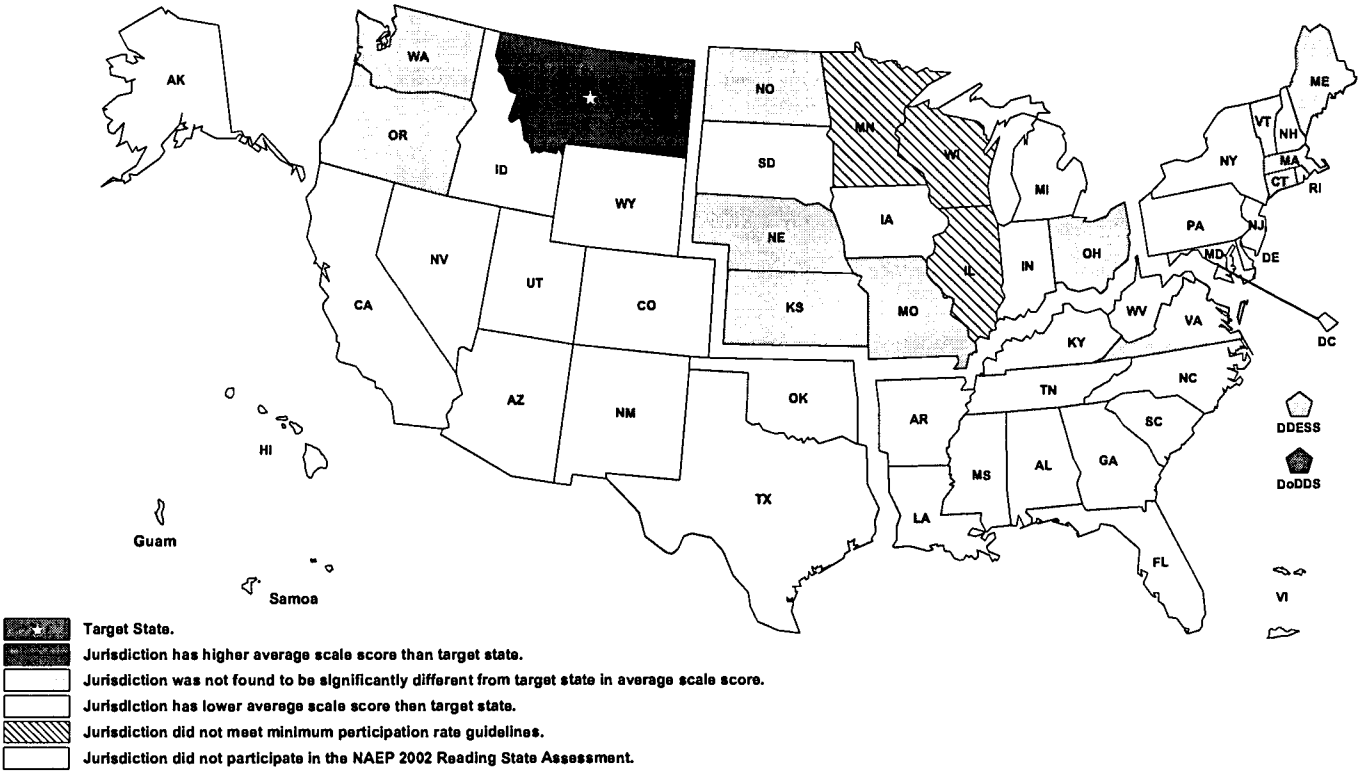 WA
AK
OR
ID
WY
NV
UT
CA
CO
AZ
NM
HI
Guam
Samoa
NO
SD
NE
KS
OK
TX
MN
WI
IA
IL
MO
AR
LA
MI
IN
OH
KY
TN
MS
AL
GA
FL
SC
NC
VA
WV
PA
NY
VT
NH
ME
MA
CT
RI
NJ
DE
MD
DC
DDESS
DoDDS
VI
Target State.
Jurisdiction has higher average scale score than target state.
Jurisdiction was not found to be significantly different from target state in average scale score.
Jurisdiction has lower average scale score then target state.
Jurisdiction did not meet minimum perticipation rate guidelines.
Jurisdiction did not participate in the NAEP 2002 Reading State Assessment.